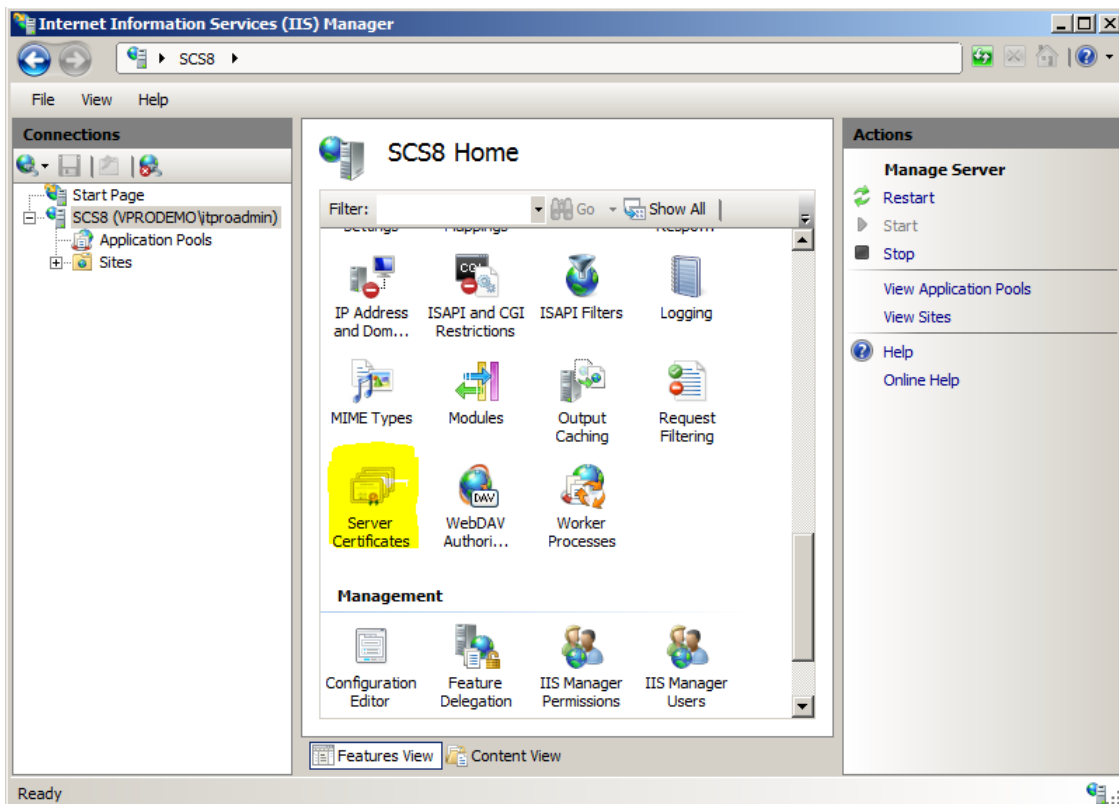 Internet Information Services (IIS) Manager
SCS8
File View Help
Connections
Start Page
SCS8 (VPRODEMO\itproadmin)
Application Pools
Sites
SCS8 Home
Filter: Go Show All
IP Address and Dom...
ISAPI and CGI Restrictions
ISAPI Filters
Logging
MIME Types
Modules
Output Caching
Request Filtering
Server Certificates
WebDAV Authori...
Worker Processes
Management
Configuration Editor
Feature Delegation
IIS Manager Permissions
IIS Manager Users
Features View Content View
Actions
Manage Server
Restart
Start
Stop
View Application Pools
View Sites
Help
Online Help
Ready